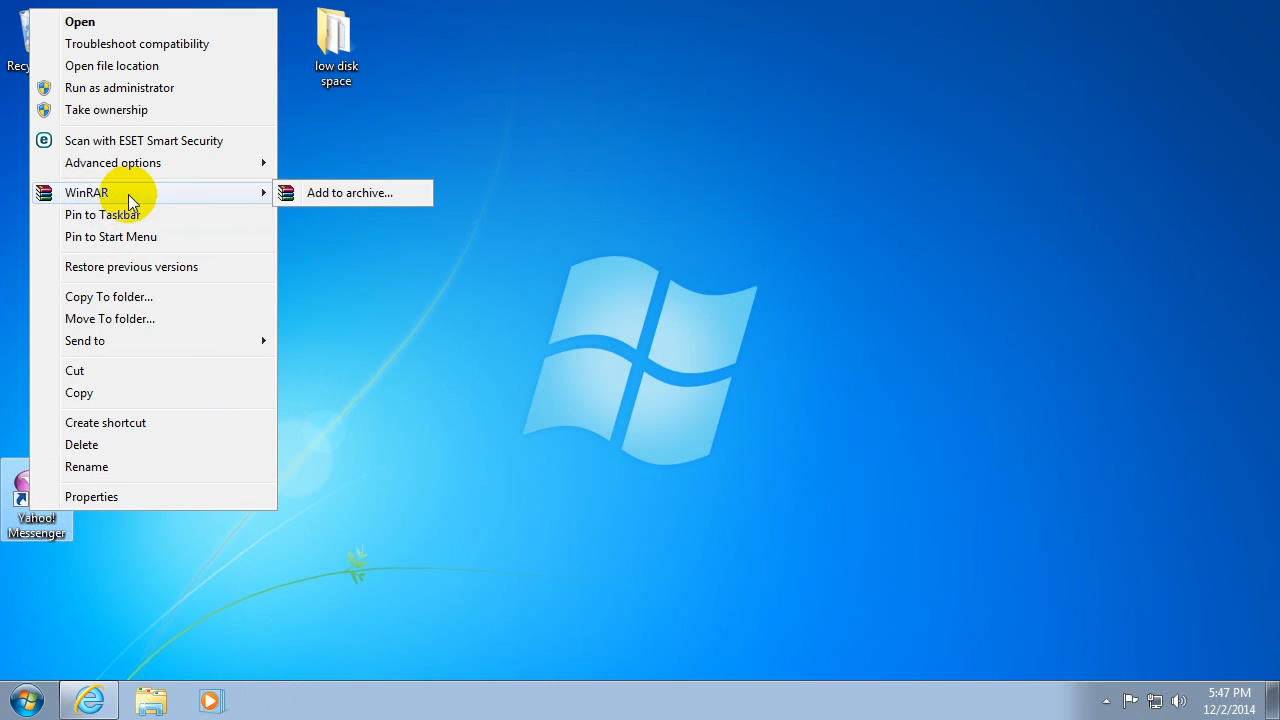 Open
Troubleshoot compatibility
Open file location
Run as administrator
Take ownership
Scan with ESET Smart Security
Advanced options
WinRAR
Add to archive...
Pin to Taskbar
Pin to Start Menu
Restore previous versions
Copy To folder...
Move To folder...
Send to
Cut
Copy
Create shortcut
Delete
Rename
Properties
Recy
low disk
space
Yahoo!
Messenger
5:47 PM
12/2/2014